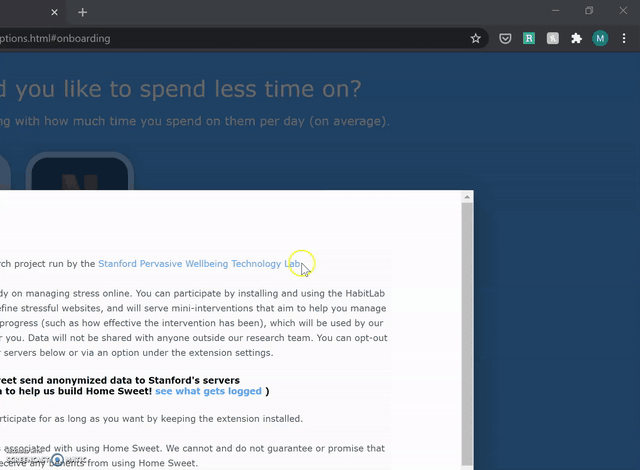 ptions.html#onboarding
R
M
d you like to spend less time on?
ng with how much time you spend on them per day (on average).
N
rch project run by the Stanford Pervasive Wellbeing Technology Lab.
dy on managing stress online. You can participate by installing and using the HabitLab
efine stressful websites, and will serve mini-interventions that aim to help you manage
progress (such as how effective the intervention has been), which will be used by our
r you. Data will not be shared with anyone outside our research team. You can opt-out
r servers below or via an option under the extension settings.
eet send anonymized data to Stanford's servers
a to help us build Home Sweet! see what gets logged )
rticipate for as long as you want by keeping the extension installed.
s associated with using Home Sweet. We cannot and do not guarantee or promise that
receive any benefits from using Home Sweet.
SCREENCAST MATIC